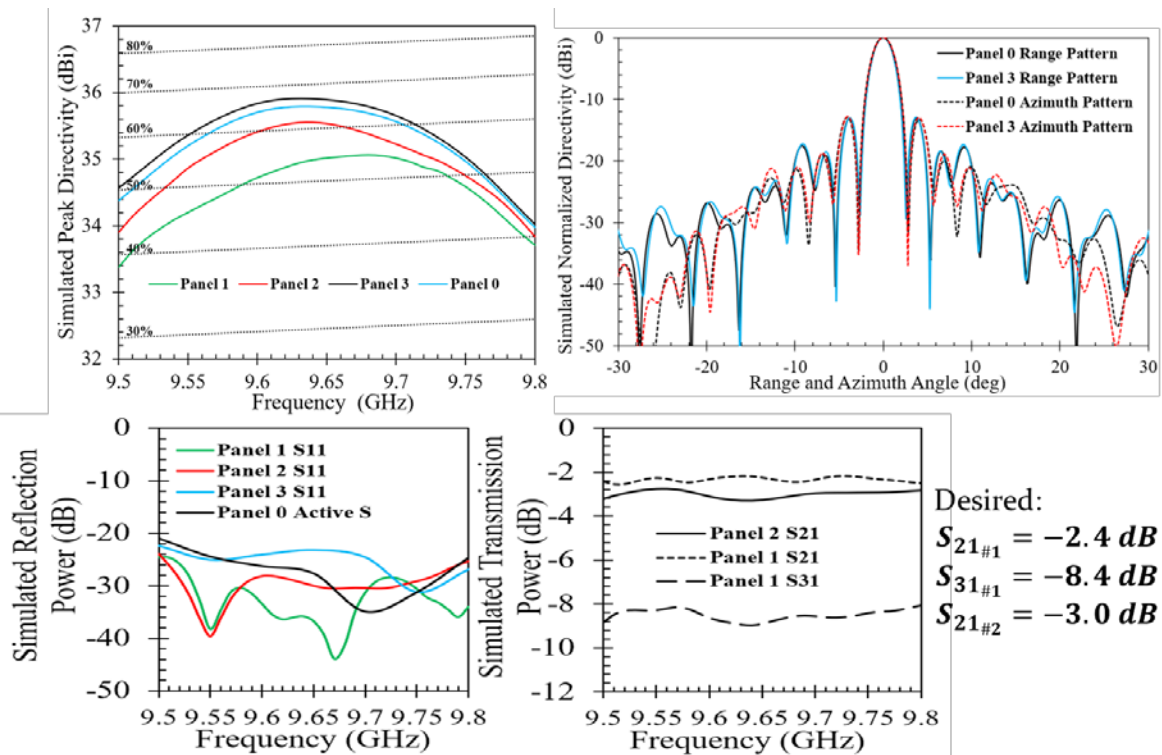 37
36
35
34
33
32
80%
70%
60%
50%
40%
30%
Simulated Peak Directivity (dBi)
Panel 1
Panel 2
Panel 3
Panel 0
9.5 9.55 9.6 9.65 9.7 9.75 9.8
Frequency (GHz)
0
-10
-20
-30
-40
-50
Simulated Normalized Directivity (dB)
Panel 0 Range Pattern
Panel 3 Range Pattern
Panel 0 Azimuth Pattern
Panel 3 Azimuth Pattern
-30 -20 -10 0 10 20 30
Range and Azimuth Angle (deg)
0
-10
-20
-30
-40
-50
Simulated Reflection
Power (dB)
Panel 1 S11
Panel 2 S11
Panel 3 S11
Panel 0 Active S
9.5 9.55 9.6 9.65 9.7 9.75 9.8
Frequency (GHz)
0
-2
-4
-6
-8
-10
-12
Simulated Transmission
Power (dB)
Panel 2 S21
Panel 1 S21
Panel 1 S31
9.5 9.55 9.6 9.65 9.7 9.75 9.8
Frequency (GHz)
Desired:
S21#1 = −2.4 dB
S31#1 = −8.4 dB
S21#2 = −3.0 dB